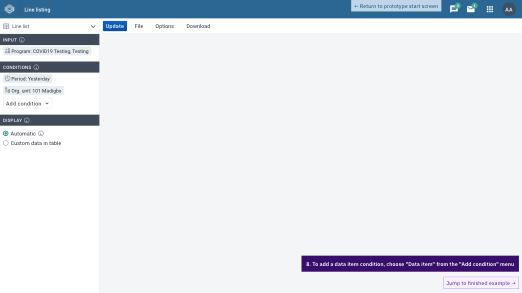 Line listing
← Return to prototype start screen
AA
Line list
Update
File
Options
Download
INPUT
Program: COVID19 Testing, Testing
CONDITIONS
Period: Yesterday
Org. unit: 101 Madigbe
Add condition
DISPLAY
Automatic
Custom data in table
8. To add a data item condition, choose "Data item" from the "Add condition" menu
Jump to finished example →